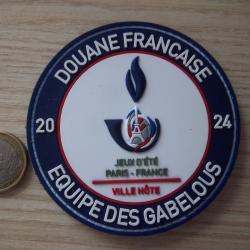 DOUANE FRANCAISE
20 24
JEUX D'ÉTÉ
PARIS - FRANCE
VILLE HÔTE
EQUIPE DES GABELOUS